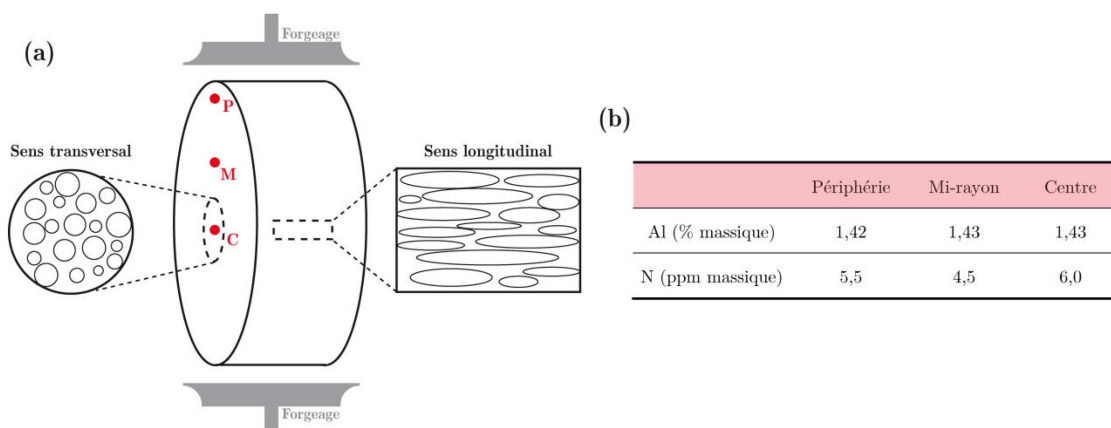 Forgeage
(a)
P
(b)
Sens transversal
Sens longitudinal
M
Périphérie Mi-rayon Centre
C
Al (% massique) 1,42 1,43 1,43
N (ppm massique) 5,5 4,5 6,0
Forgeage